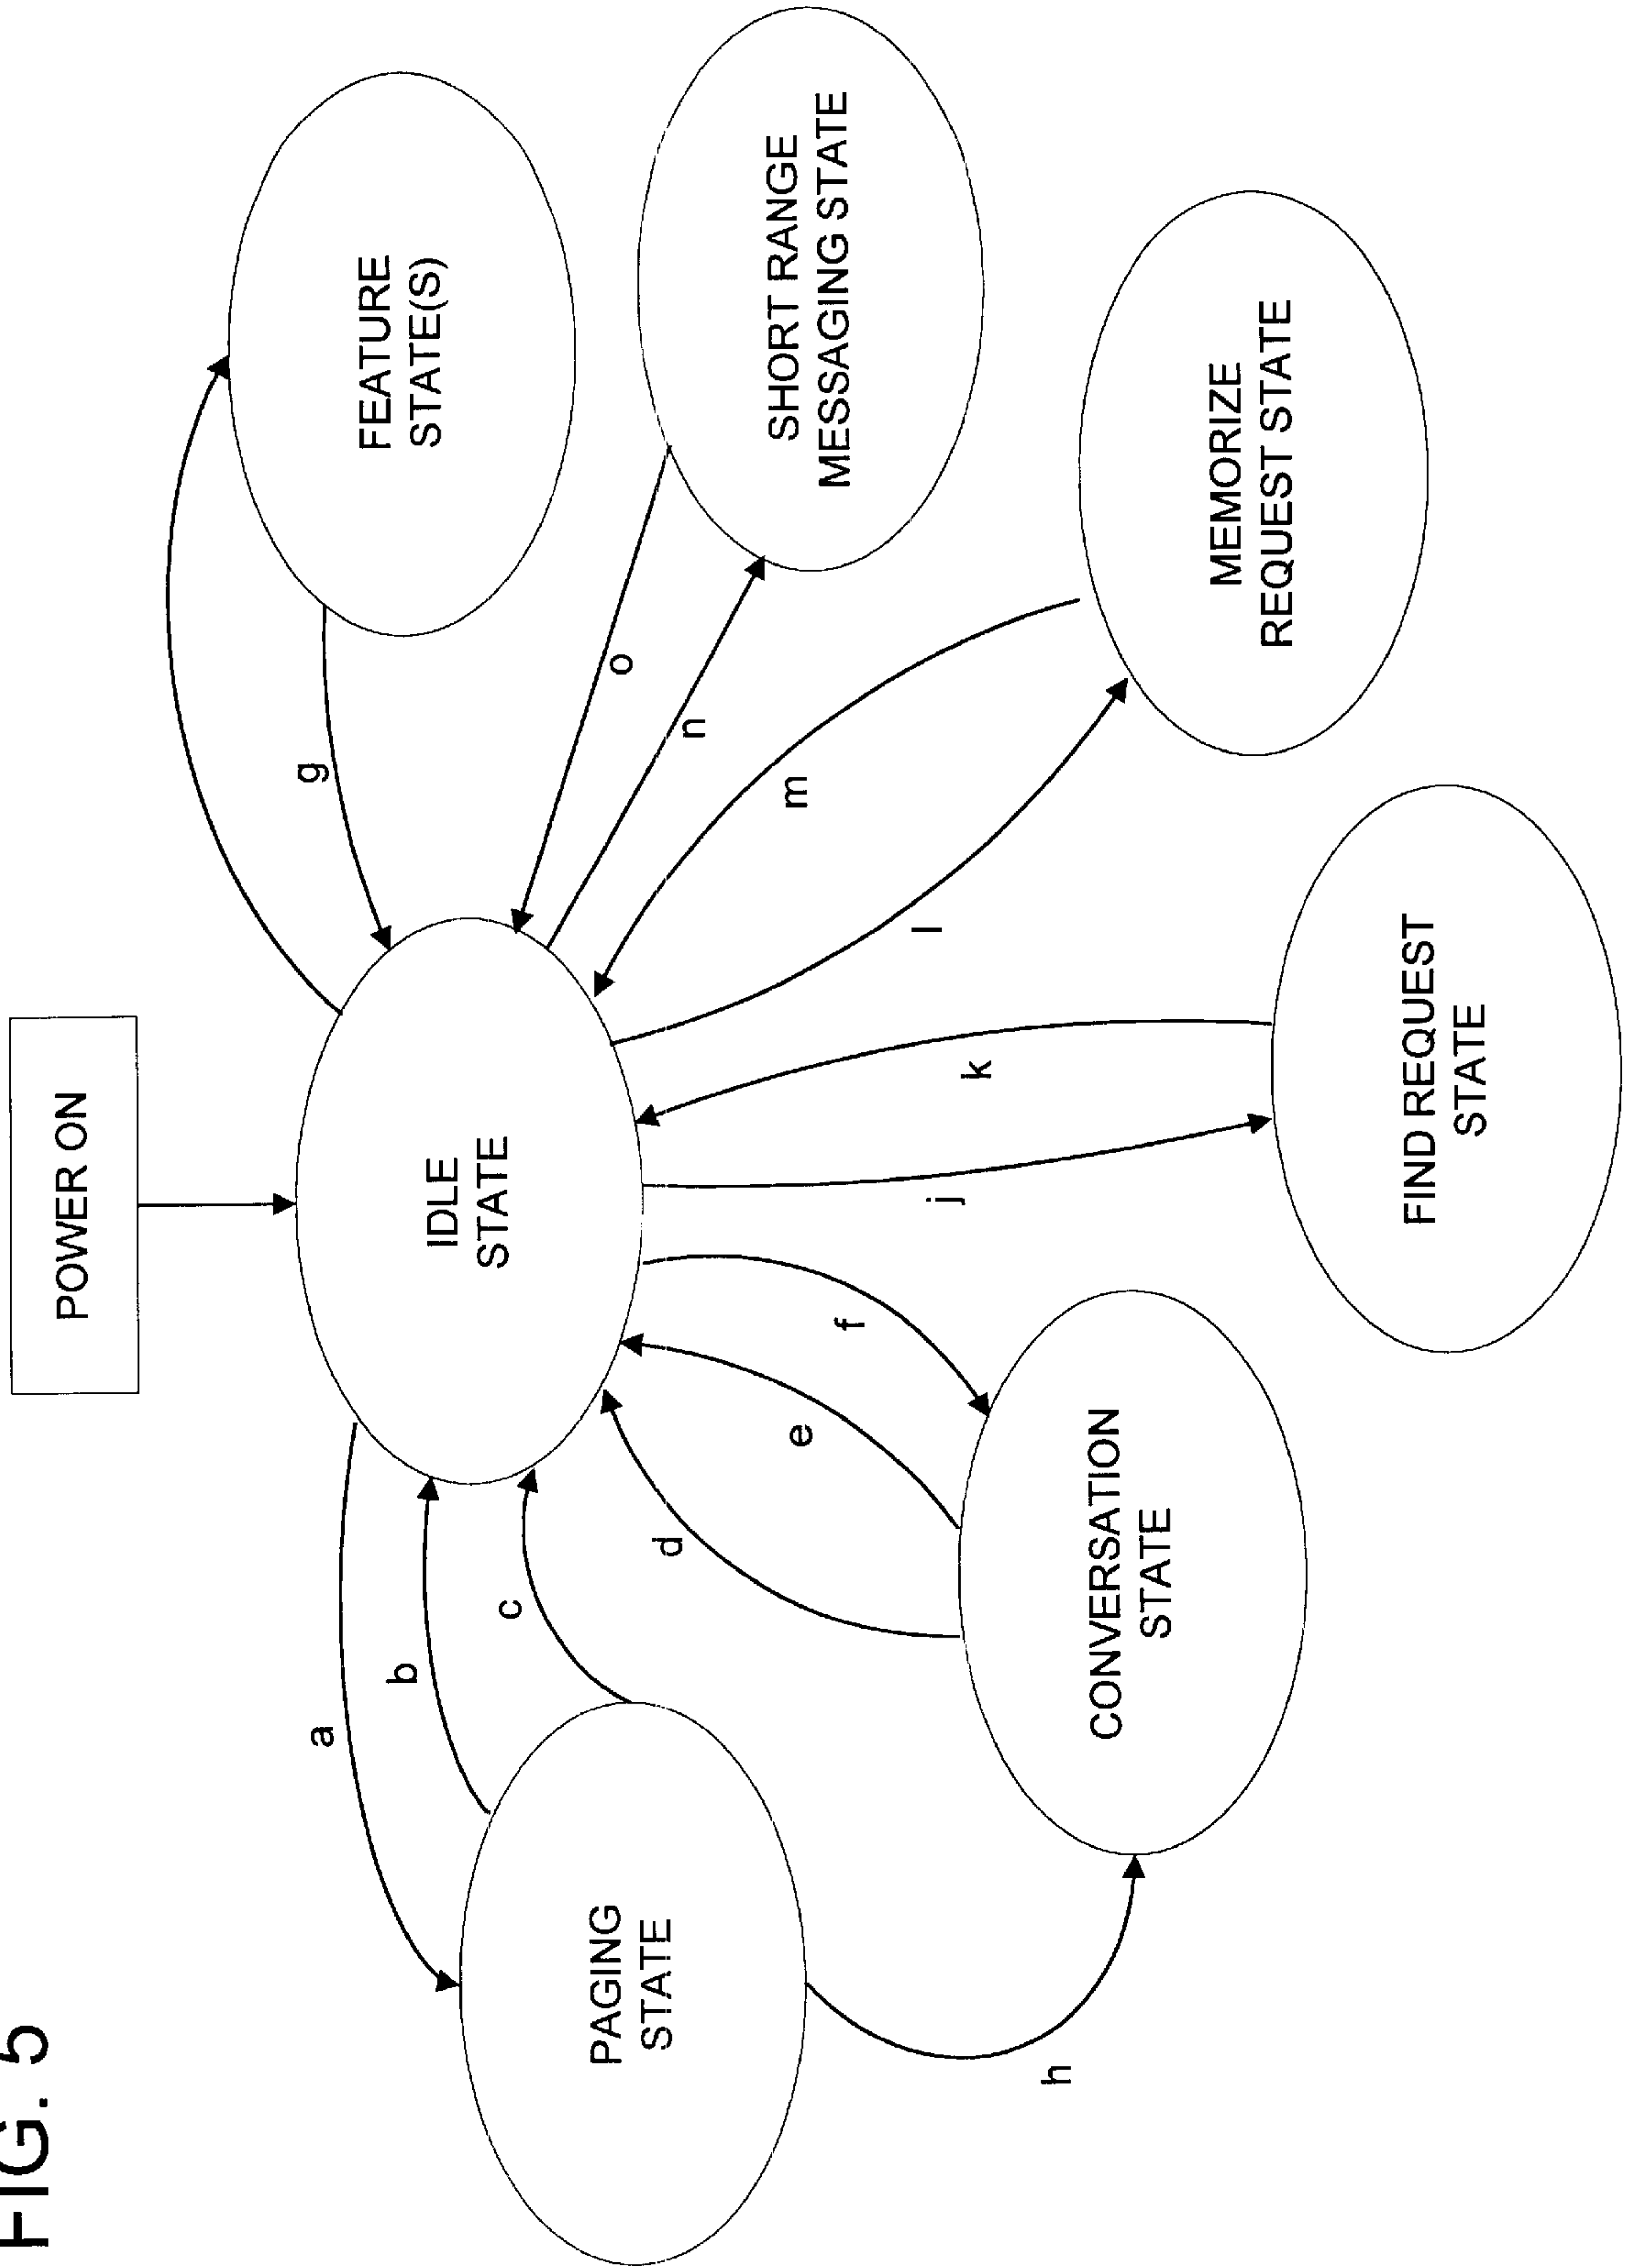 FIG. 5
POWER ON
IDLE
STATE
a
b
c
PAGING
STATE
h
d
e
f
CONVERSATION
STATE
j
k
FIND REQUEST
STATE
l
m
MEMORIZE
REQUEST STATE
n
o
SHORT RANGE
MESSAGING STATE
g
FEATURE
STATE(S)